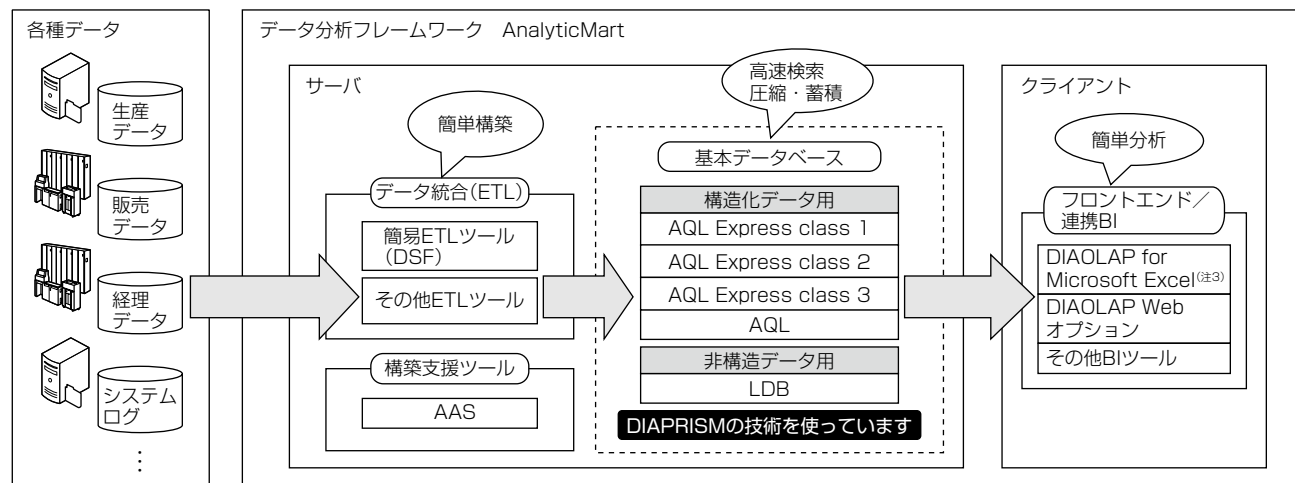 各種データ
生産
データ
販売
データ
経理
データ
システム
ログ
⋮
データ分析フレームワーク AnalyticMart
サーバ
簡単構築
データ統合(ETL)
簡易ETLツール
(DSF)
その他ETLツール
構築支援ツール
AAS
高速検索
圧縮・蓄積
基本データベース
構造化データ用
AQL Express class 1
AQL Express class 2
AQL Express class 3
AQL
非構造データ用
LDB
DIAPRISMの技術を使っています
クライアント
簡単分析
フロントエンド/
連携BI
DIAOLAP for
Microsoft Excel(注3)
DIAOLAP Web
オプション
その他BIツール